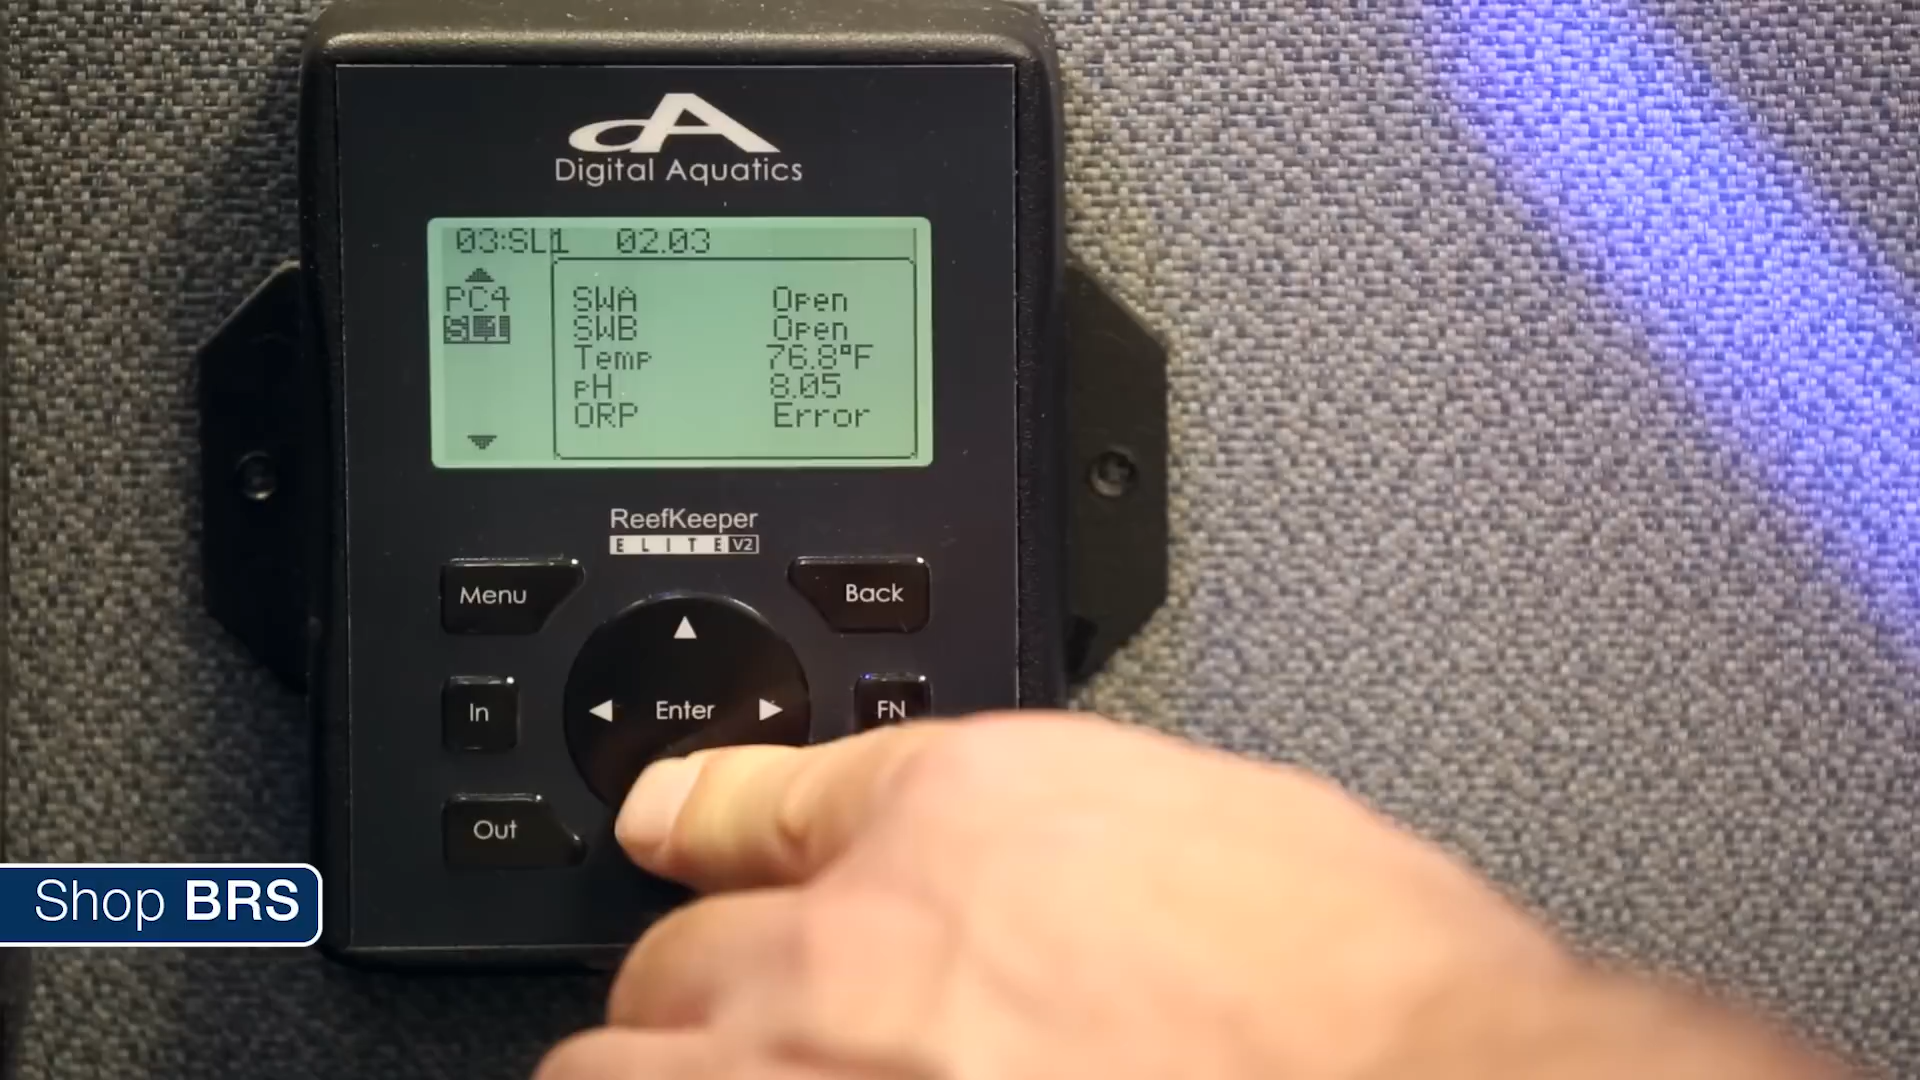 dA
Digital Aquatics
03:SL1 02.03
PC4
SL1
SWA Open
SWB Open
Temp 76.8°F
pH 8.05
ORP Error
ReefKeeper
ELITE V2
Menu
Back
In
Enter
FN
Out
Shop BRS